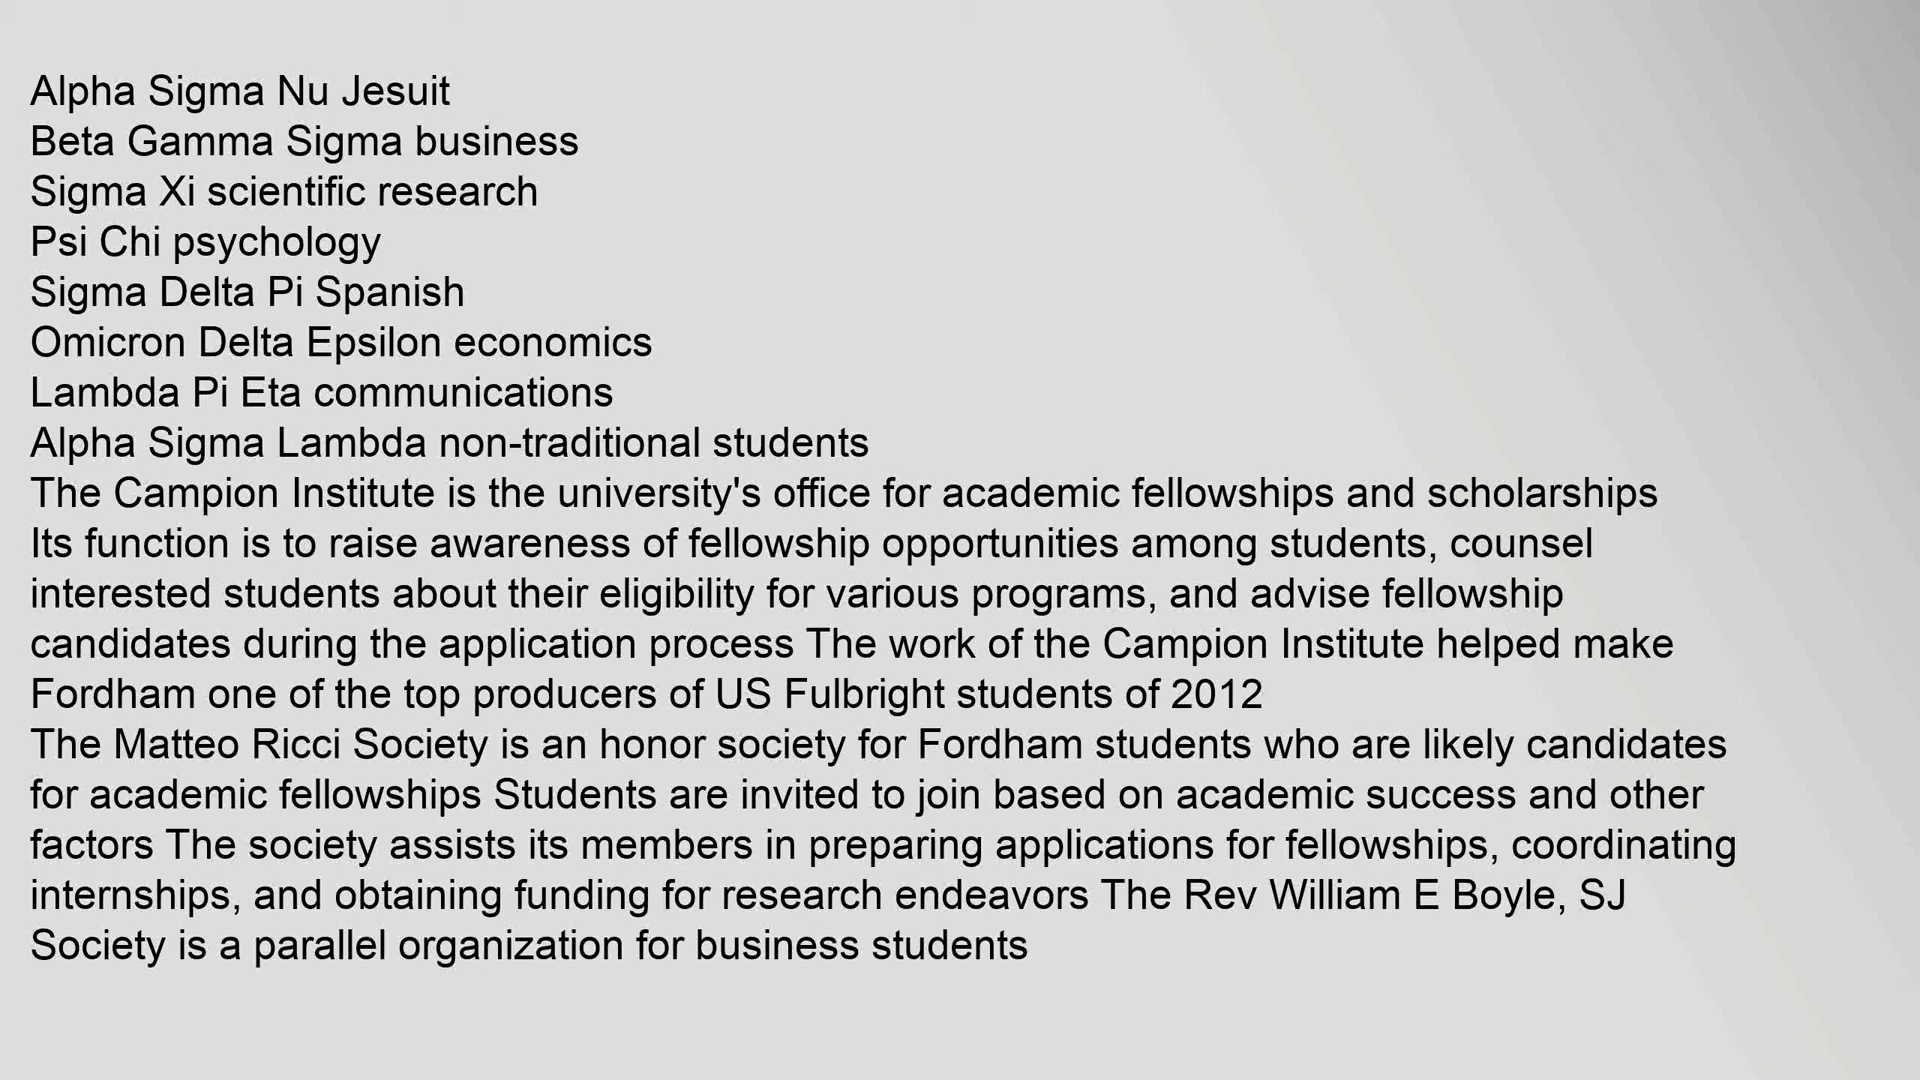 Alpha Sigma Nu Jesuit
Beta Gamma Sigma business
Sigma Xi scientific research
Psi Chi psychology
Sigma Delta Pi Spanish
Omicron Delta Epsilon economics
Lambda Pi Eta communications
Alpha Sigma Lambda non-traditional students
The Campion Institute is the university's office for academic fellowships and scholarships
Its function is to raise awareness of fellowship opportunities among students, counsel
interested students about their eligibility for various programs, and advise fellowship
candidates during the application process The work of the Campion Institute helped make
Fordham one of the top producers of US Fulbright students of 2012
The Matteo Ricci Society is an honor society for Fordham students who are likely candidates
for academic fellowships Students are invited to join based on academic success and other
factors The society assists its members in preparing applications for fellowships, coordinating
internships, and obtaining funding for research endeavors The Rev William E Boyle, SJ
Society is a parallel organization for business students